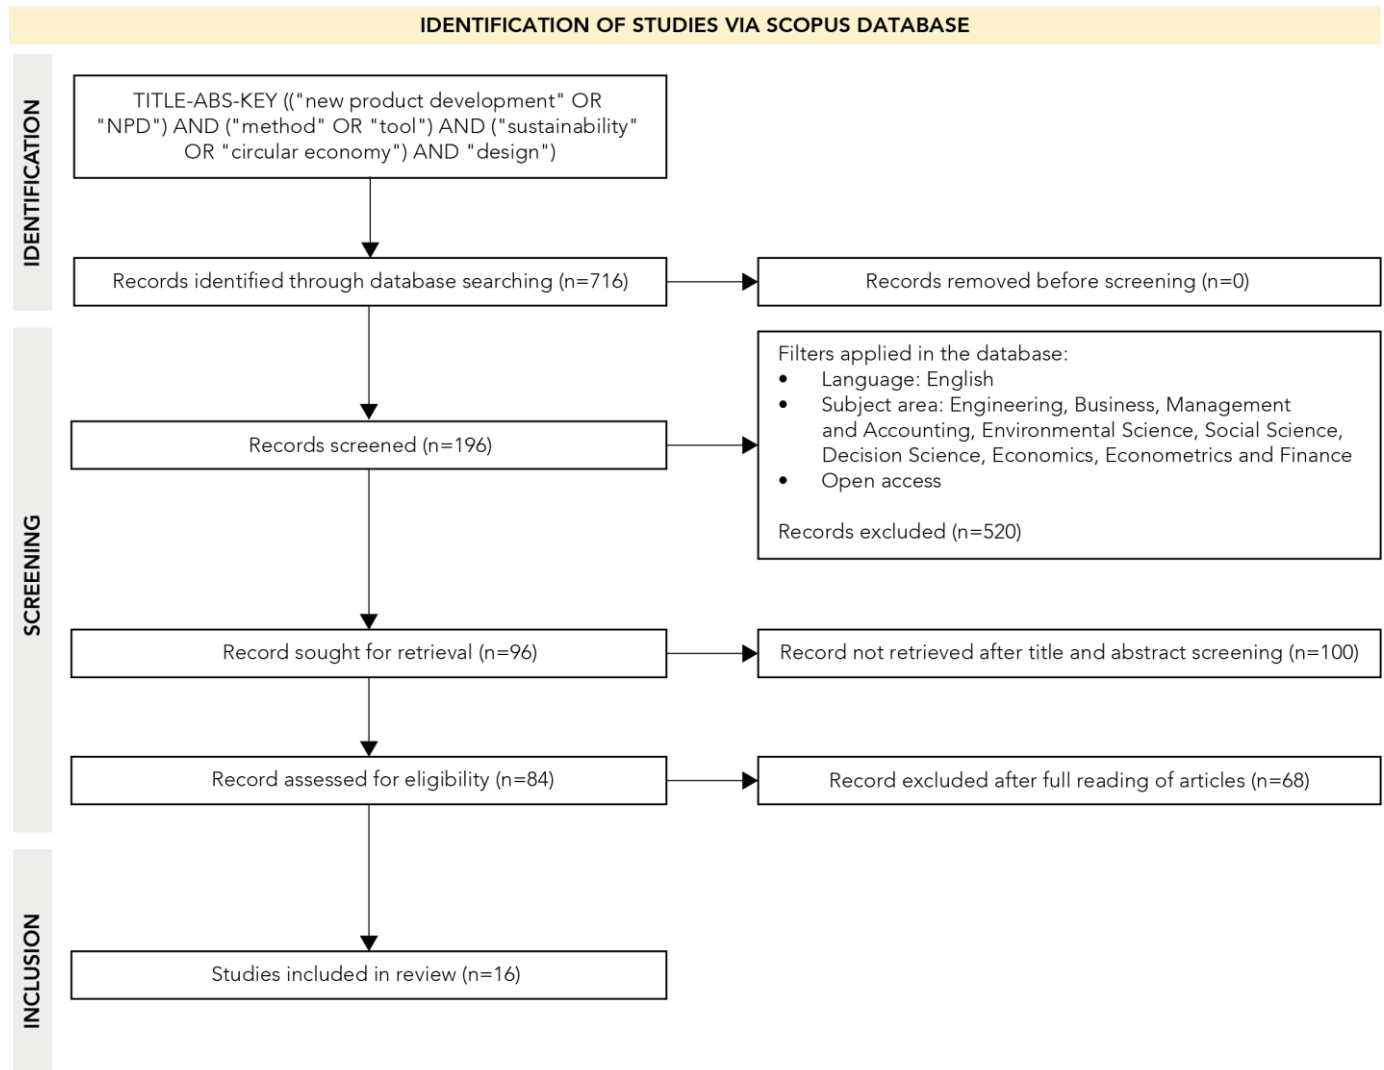 IDENTIFICATION OF STUDIES VIA SCOPUS DATABASE
IDENTIFICATION
TITLE-ABS-KEY (("new product development" OR
"NPD") AND ("method" OR "tool") AND ("sustainability"
OR "circular economy") AND "design")
Records identified through database searching (n=716)
Records removed before screening (n=0)
SCREENING
Records screened (n=196)
Filters applied in the database:
• Language: English
• Subject area: Engineering, Business, Management
and Accounting, Environmental Science, Social Science,
Decision Science, Economics, Econometrics and Finance
• Open access
Records excluded (n=520)
Record sought for retrieval (n=96)
Record not retrieved after title and abstract screening (n=100)
Record assessed for eligibility (n=84)
Record excluded after full reading of articles (n=68)
INCLUSION
Studies included in review (n=16)